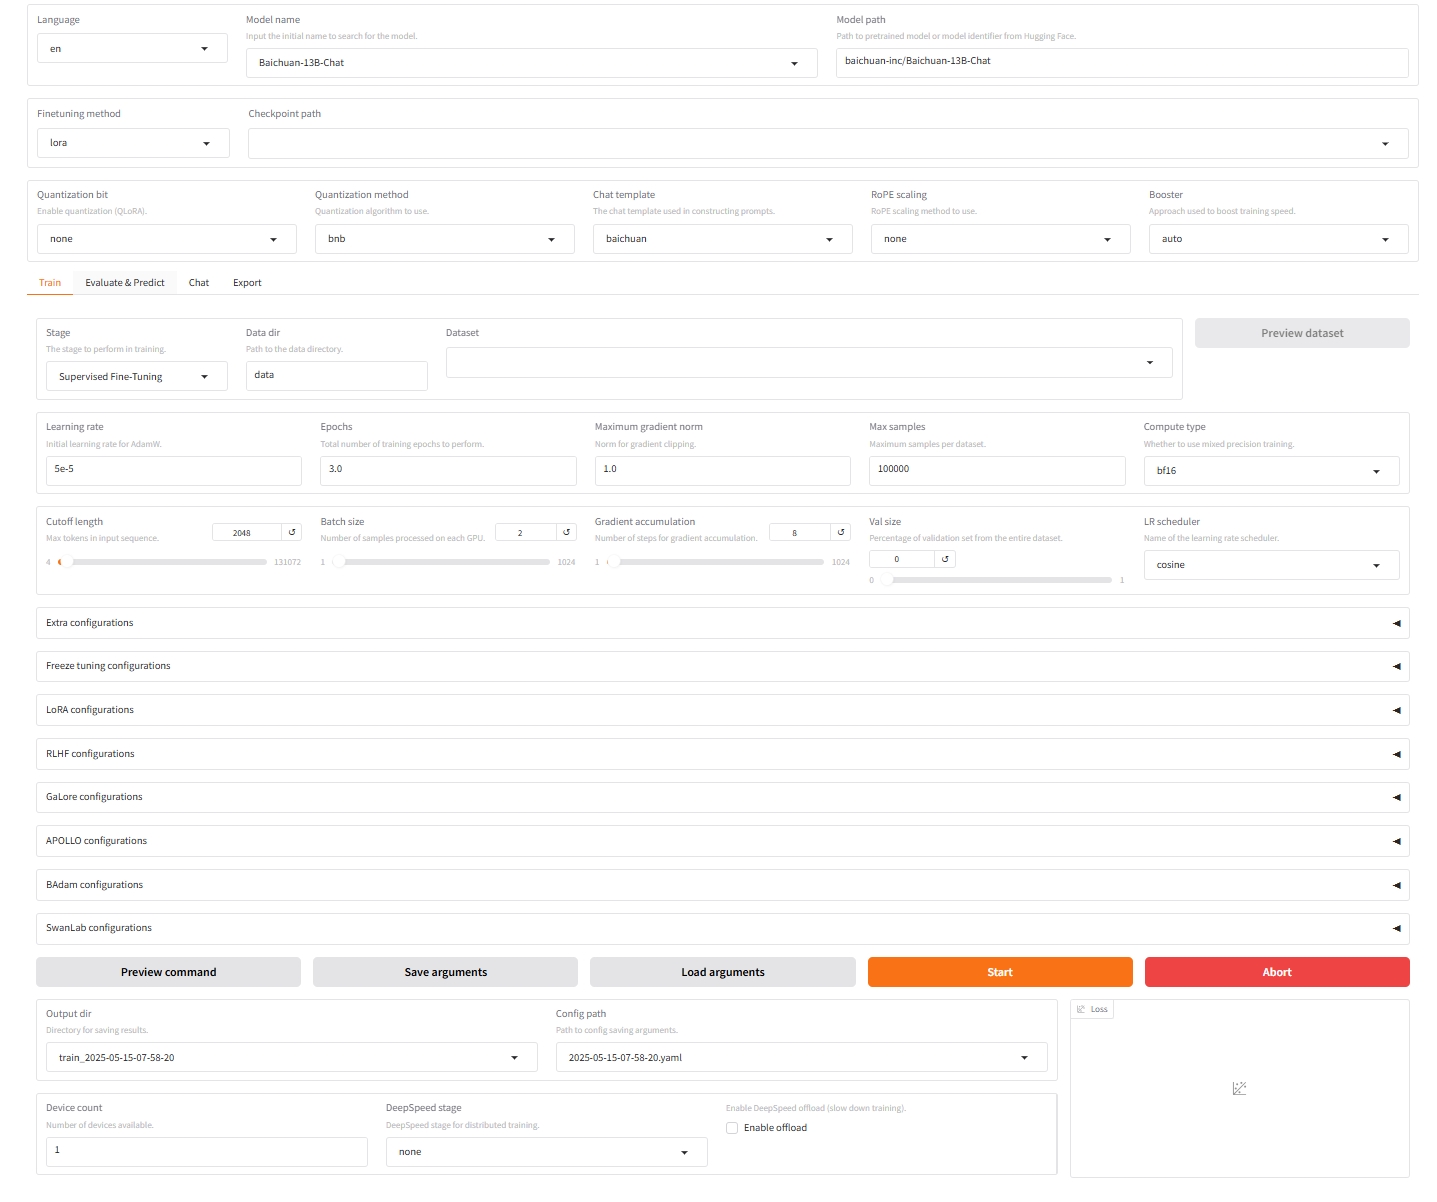 Language
en
Model name
Input the initial name to search for the model.
Baichuan-13B-Chat
Model path
Path to pretrained model or model identifier from Hugging Face.
baichuan-inc/Baichuan-13B-Chat
Finetuning method
lora
Checkpoint path
Quantization bit
Enable quantization (QLoRA).
none
Quantization method
Quantization algorithm to use.
bnb
Chat template
The chat template used in constructing prompts.
baichuan
RoPE scaling
RoPE scaling method to use.
none
Booster
Approach used to boost training speed.
auto
Train Evaluate & Predict Chat Export
Stage
The stage to perform in training.
Supervised Fine-Tuning
Data dir
Path to the data directory.
data
Dataset
Preview dataset
Learning rate
Initial learning rate for AdamW.
5e-5
Epochs
Total number of training epochs to perform.
3.0
Maximum gradient norm
Norm for gradient clipping.
1.0
Max samples
Maximum samples per dataset.
100000
Compute type
Whether to use mixed precision training.
bf16
Cutoff length
Max tokens in input sequence.
2048
4 131072
Batch size
Number of samples processed on each GPU.
2
1 1024
Gradient accumulation
Number of steps for gradient accumulation.
8
1 1024
Val size
Percentage of validation set from the entire dataset.
0
0 1
LR scheduler
Name of the learning rate scheduler.
cosine
Extra configurations
Freeze tuning configurations
LoRA configurations
RLHF configurations
GaLore configurations
APOLLO configurations
BAdam configurations
SwanLab configurations
Preview command
Save arguments
Load arguments
Start
Abort
Output dir
Directory for saving results.
train_2025-05-15-07-58-20
Config path
Path to config saving arguments.
2025-05-15-07-58-20.yaml
Loss
Device count
Number of devices available.
1
DeepSpeed stage
DeepSpeed stage for distributed training.
none
Enable DeepSpeed offload (slow down training).
Enable offload